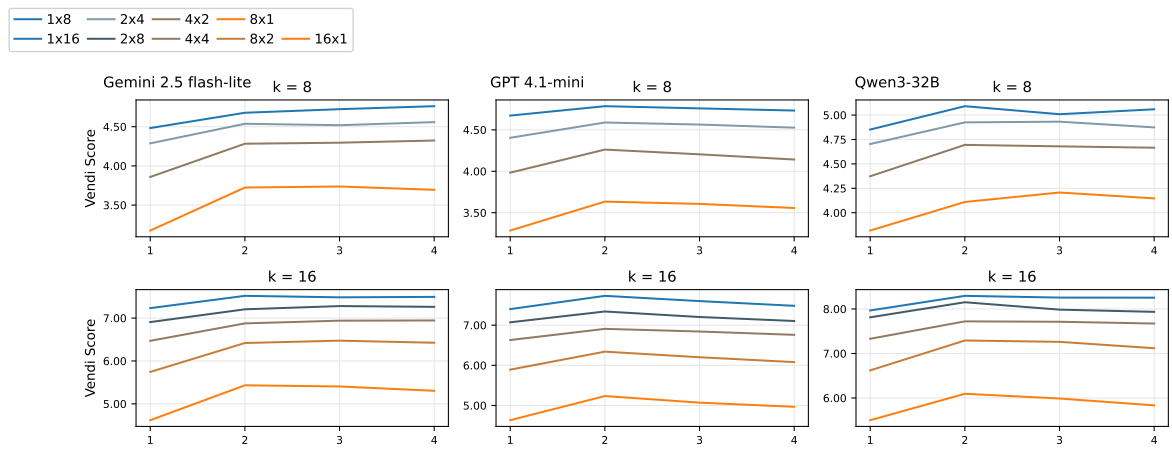 1x8 2x4 4x2 8x1
1x16 2x8 4x4 8x2 16x1
Gemini 2.5 flash-lite k = 8
Vendi Score
4.50
4.00
3.50
1 2 3 4
GPT 4.1-mini k = 8
4.50
4.00
3.50
1 2 3 4
Qwen3-32B k = 8
5.00
4.75
4.50
4.25
4.00
1 2 3 4
k = 16
Vendi Score
7.00
6.00
5.00
1 2 3 4
k = 16
7.00
6.00
5.00
1 2 3 4
k = 16
8.00
7.00
6.00
1 2 3 4